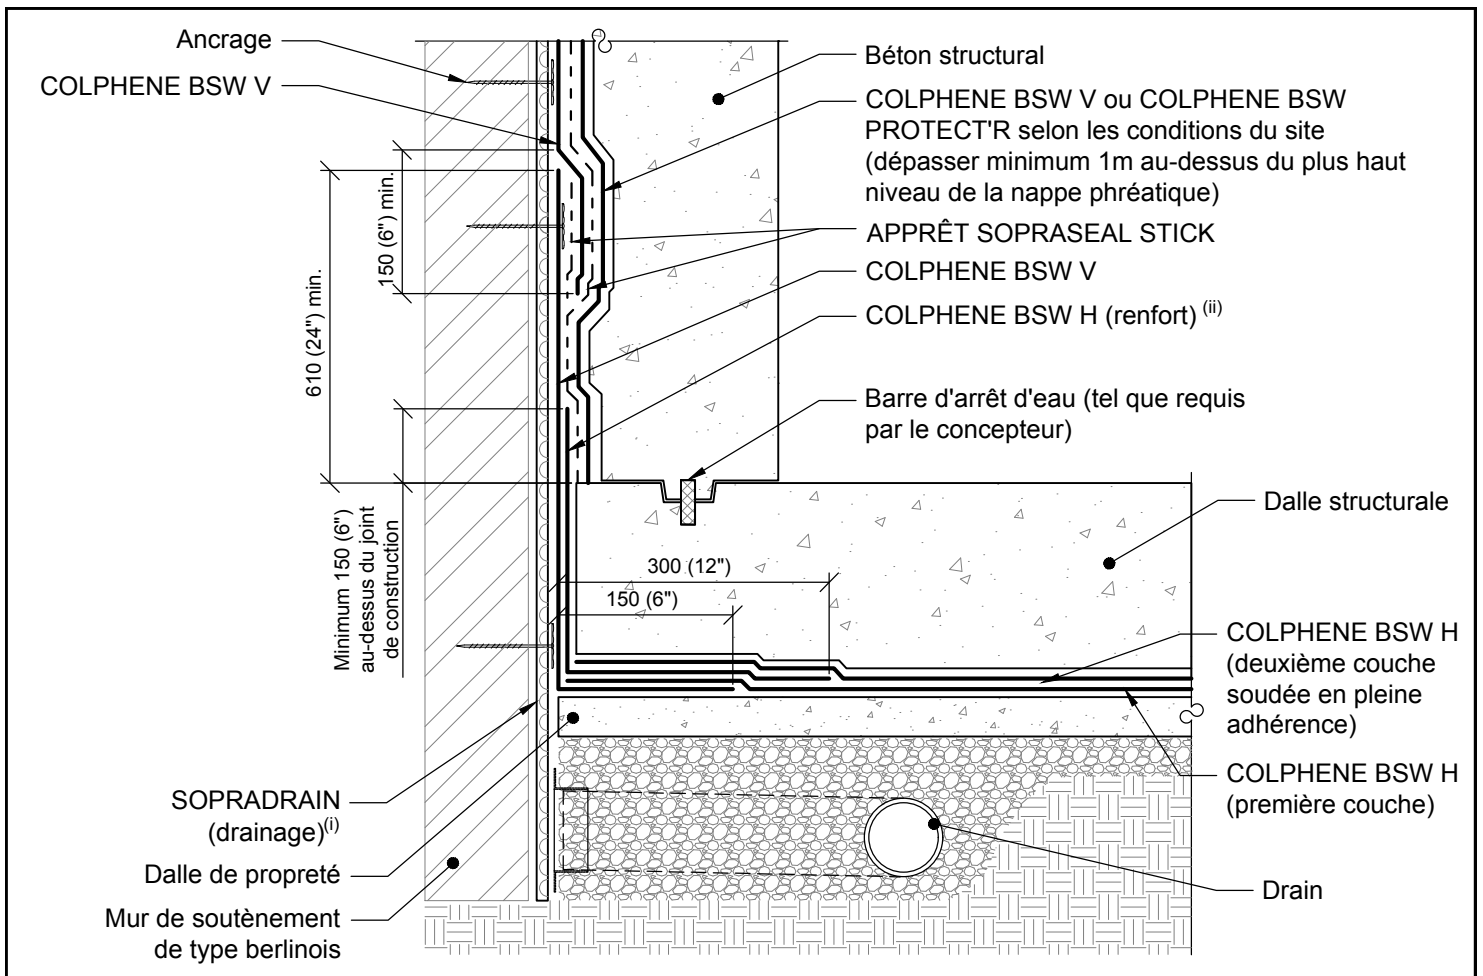 Ancrage
COLPHENE BSW V
Béton structural
COLPHENE BSW V ou COLPHENE BSW
PROTECT'R selon les conditions du site
(dépasser minimum 1m au-dessus du plus haut
niveau de la nappe phréatique)
APPRÊT SOPRASEAL STICK
COLPHENE BSW V
COLPHENE BSW H (renfort) (ii)
Barre d'arrêt d'eau (tel que requis
par le concepteur)
150 (6") min.
610 (24") min.
Minimum 150 (6")
au-dessus du joint
de construction
300 (12")
150 (6")
Dalle structurale
COLPHENE BSW H
(deuxième couche
soudée en pleine
adhérence)
COLPHENE BSW H
(première couche)
Drain
SOPRADRAIN
(drainage)(i)
Dalle de propreté
Mur de soutènement
de type berlinois